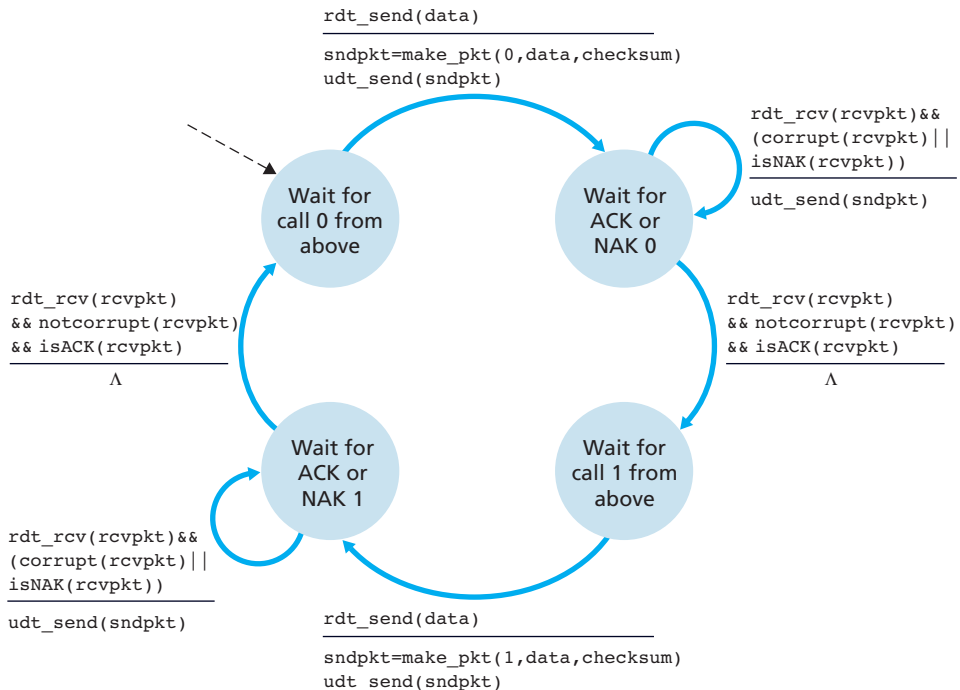 rdt_send(data)
sndpkt=make_pkt(0,data,checksum)
udt_send(sndpkt)
Wait for
call 0 from
above
Wait for
ACK or
NAK 0
rdt_rcv(rcvpkt)&&
(corrupt(rcvpkt)||
isNAK(rcvpkt))
udt_send(sndpkt)
rdt_rcv(rcvpkt)
&& notcorrupt(rcvpkt)
&& isACK(rcvpkt)
Λ
rdt_rcv(rcvpkt)
&& notcorrupt(rcvpkt)
&& isACK(rcvpkt)
Λ
Wait for
ACK or
NAK 1
Wait for
call 1 from
above
rdt_rcv(rcvpkt)&&
(corrupt(rcvpkt)||
isNAK(rcvpkt))
udt_send(sndpkt)
rdt_send(data)
sndpkt=make_pkt(1,data,checksum)
udt_send(sndpkt)